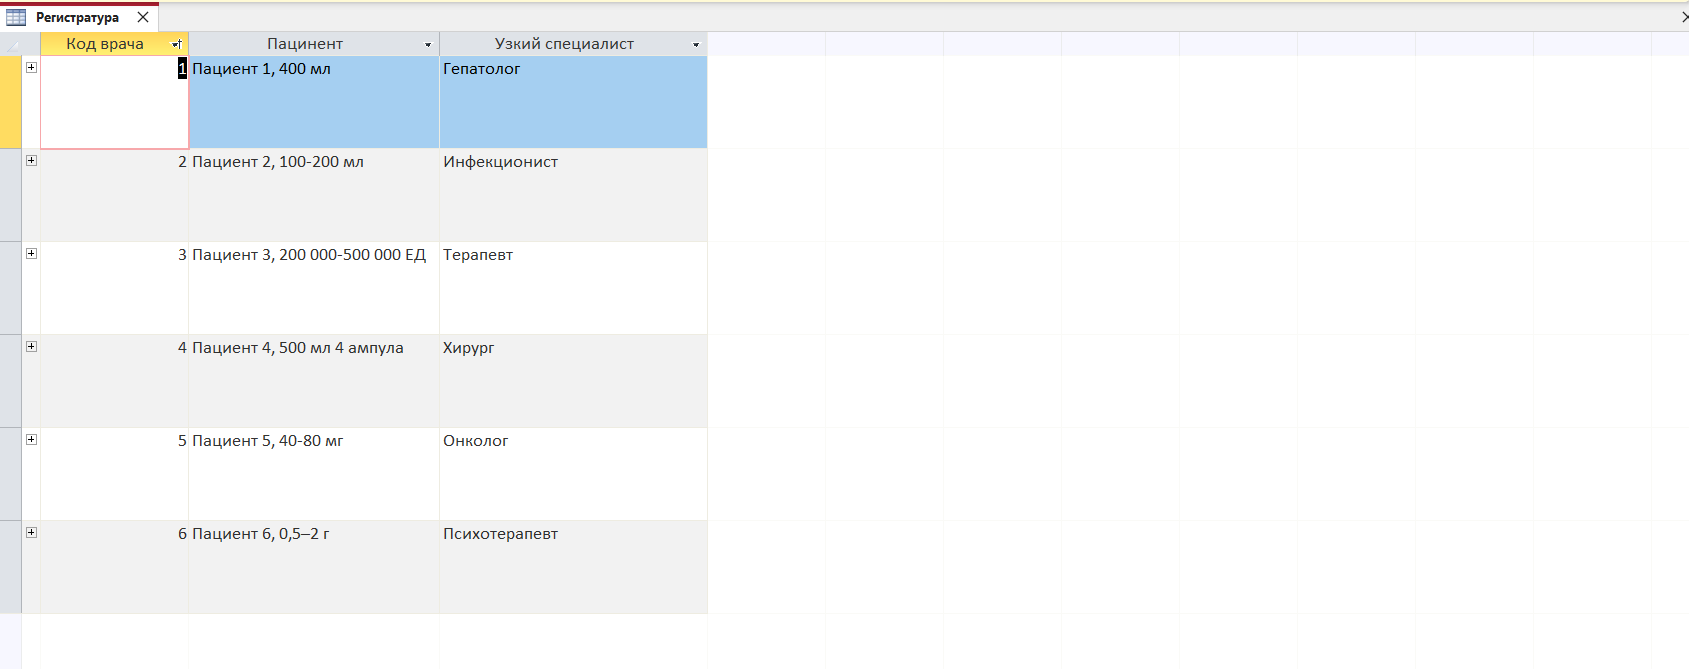 Регистратура
Код врача Пацинент Узкий специалист
1 Пациент 1, 400 мл Гепатолог
2 Пациент 2, 100-200 мл Инфекционист
3 Пациент 3, 200 000-500 000 ЕД Терапевт
4 Пациент 4, 500 мл 4 ампула Хирург
5 Пациент 5, 40-80 мг Онколог
6 Пациент 6, 0,5–2 г Психотерапевт